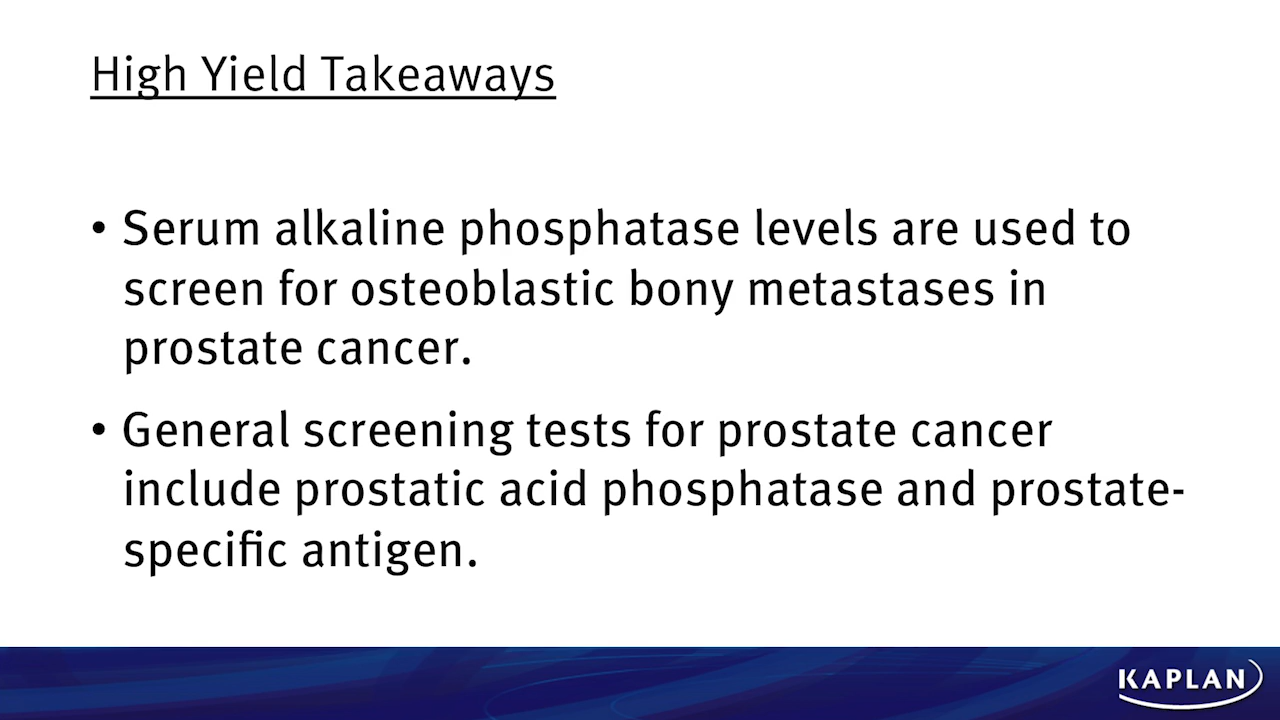 High Yield Takeaways
• Serum alkaline phosphatase levels are used to
screen for osteoblastic bony metastases in
prostate cancer.
• General screening tests for prostate cancer
include prostatic acid phosphatase and prostate-
specific antigen.
KAPLAN